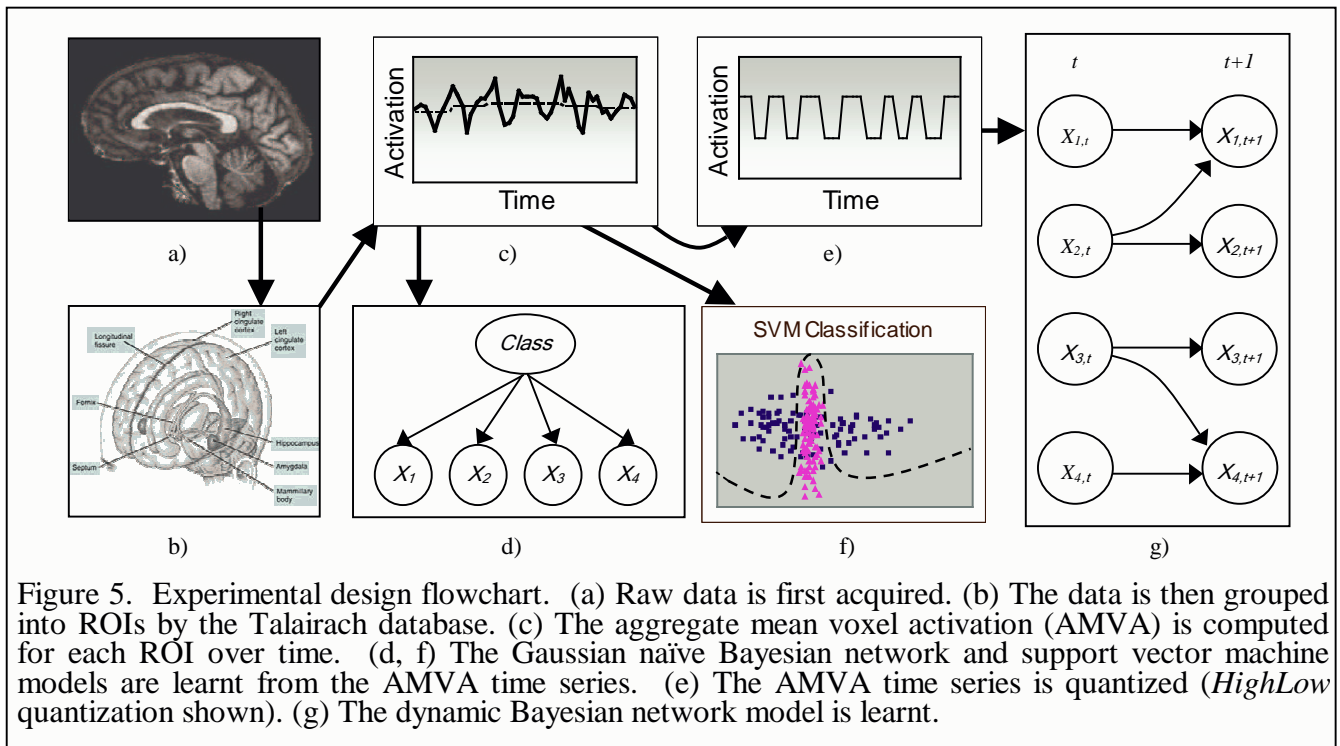 Activation
Time
c)
Activation
Time
e)
t
t+1
X1,t
X1,t+1
X2,t
X2,t+1
X3,t
X3,t+1
X4,t
X4,t+1
g)
a)
Right
cingulate
cortex
Left
cingulate
cortex
Longitudinal
fissure
Fornix
Septum
Hippocampus
Amygdala
Mammillary
body
b)
Class
X1
X2
X3
X4
d)
SVM Classification
f)
Figure 5. Experimental design flowchart. (a) Raw data is first acquired. (b) The data is then grouped
into ROIs by the Talairach database. (c) The aggregate mean voxel activation (AMVA) is computed
for each ROI over time. (d, f) The Gaussian naïve Bayesian network and support vector machine
models are learnt from the AMVA time series. (e) The AMVA time series is quantized (HighLow
quantization shown). (g) The dynamic Bayesian network model is learnt.